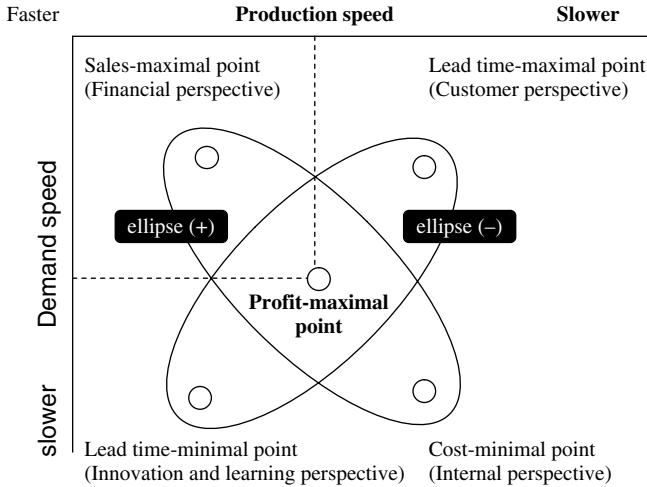 Faster
Production speed
Slower
Sales-maximal point
(Financial perspective)
Lead time-maximal point
(Customer perspective)
ellipse (+)
ellipse (–)
Demand speed
Profit-maximal
point
slower
Lead time-minimal point
(Innovation and learning perspective)
Cost-minimal point
(Internal perspective)